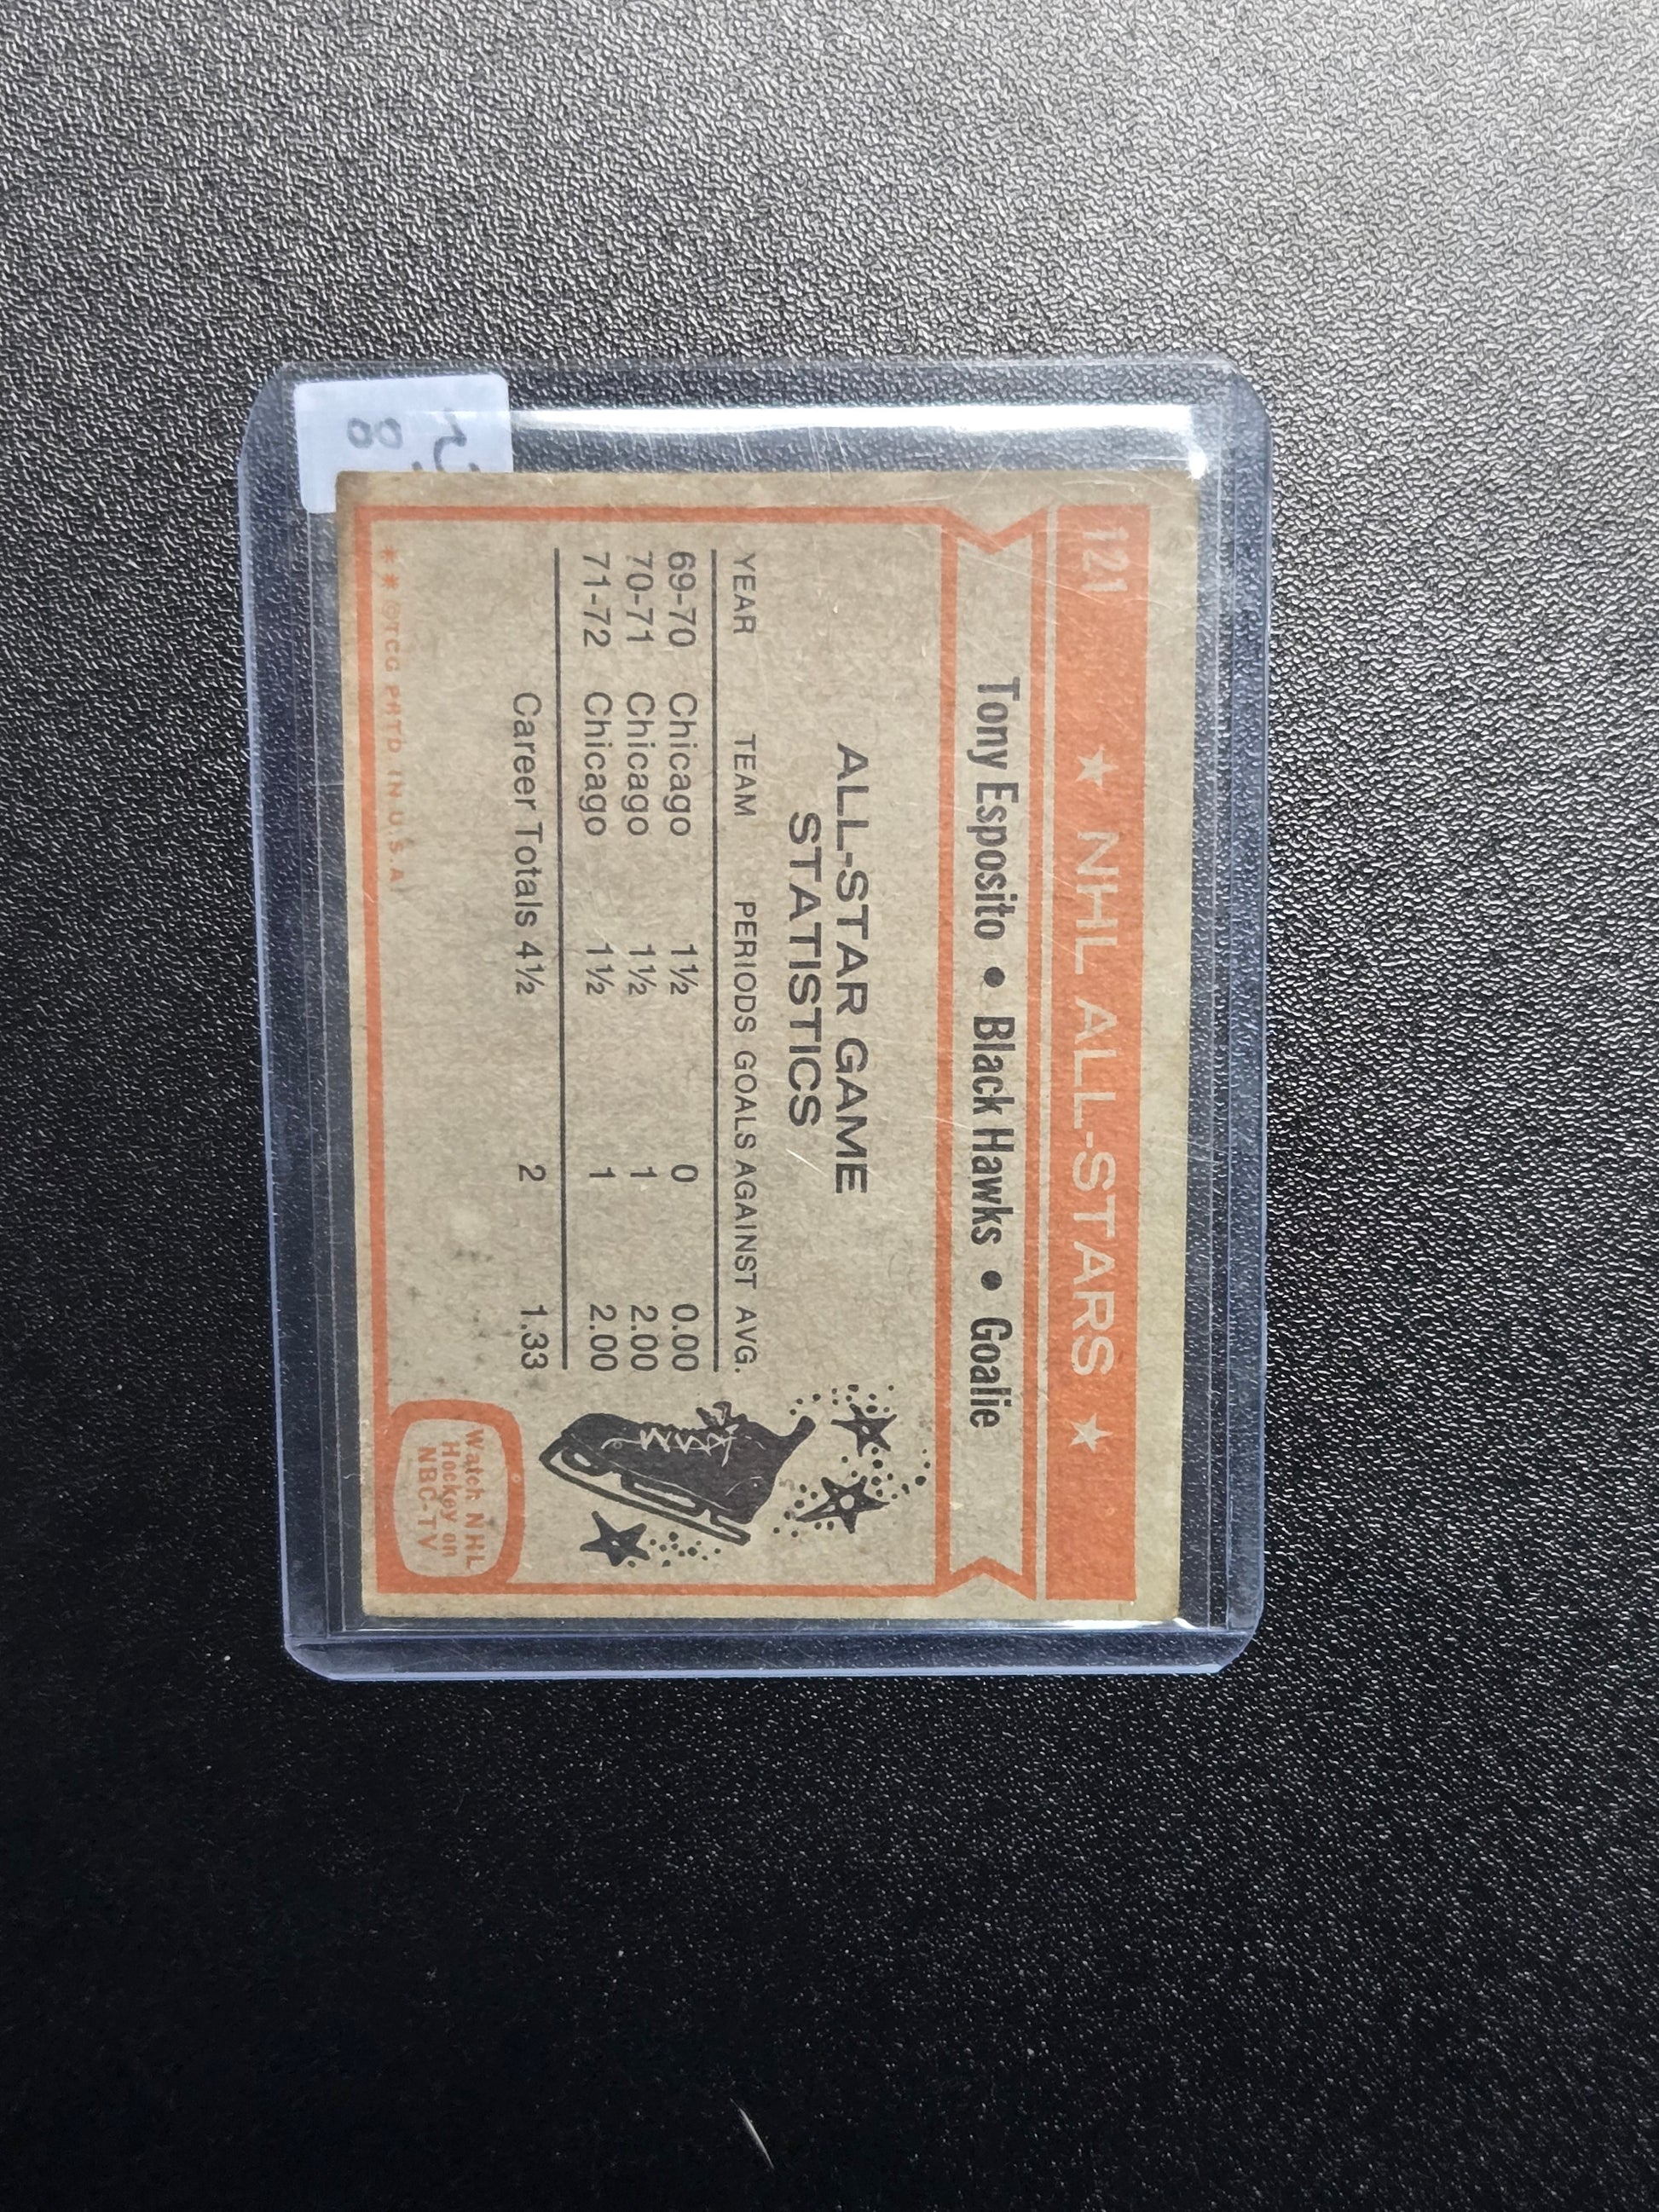 121 ★ NHL ALL-STARS ★
Tony Esposito • Black Hawks • Goalie
ALL-STAR GAME
STATISTICS
YEAR TEAM PERIODS GOALS AGAINST AVG.
69-70 Chicago 1½ 0 0.00
70-71 Chicago 1½ 1 2.00
71-72 Chicago 1½ 1 2.00
Career Totals 4½ 2 1.33
Watch NHL
Hockey on
NBC-TV
**©TCG PRTD IN U.S.A
8